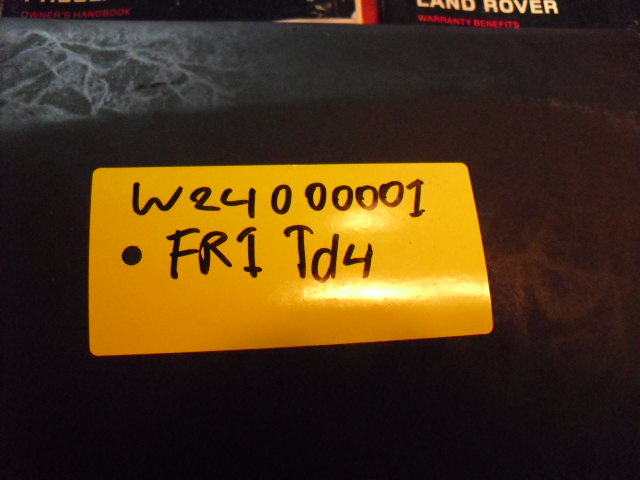 OWNER'S HANDBOOK
LAND ROVER
WARRANTY BENEFITS
W24000001
• FR1 Td4